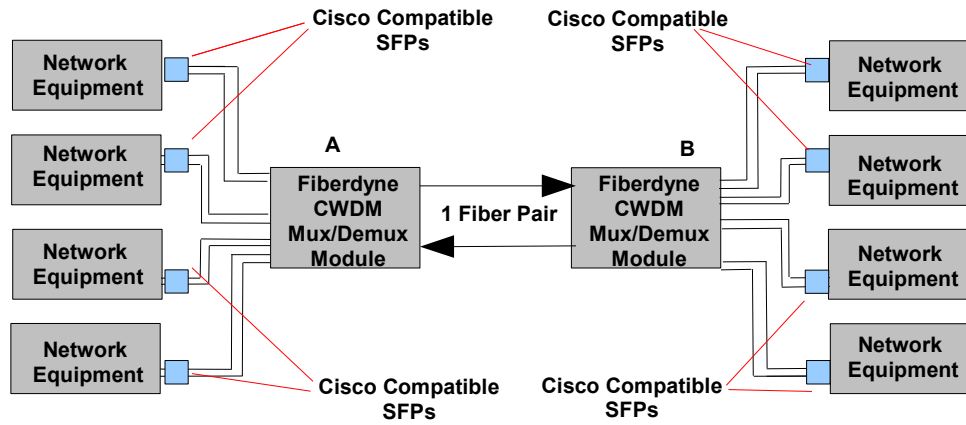 Cisco Compatible
SFPs
Cisco Compatible
SFPs
Network
Equipment
Network
Equipment
Network
Equipment
Network
Equipment
A
B
Fiberdyne
CWDM
Mux/Demux
Module
1 Fiber Pair
Fiberdyne
CWDM
Mux/Demux
Module
Network
Equipment
Network
Equipment
Network
Equipment
Network
Equipment
Cisco Compatible
SFPs
Cisco Compatible
SFPs